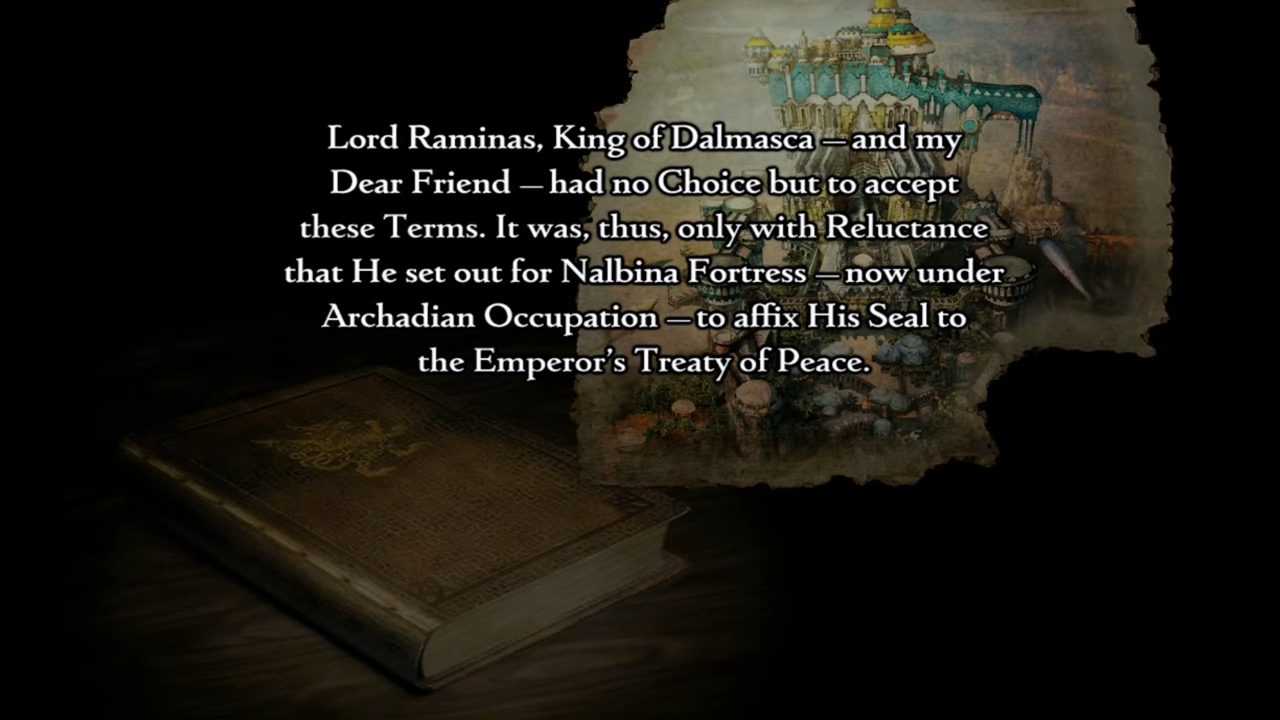 Lord Raminas, King of Dalmasca — and my
Dear Friend — had no Choice but to accept
these Terms. It was, thus, only with Reluctance
that He set out for Nalbina Fortress — now under
Archadian Occupation — to affix His Seal to
the Emperor's Treaty of Peace.